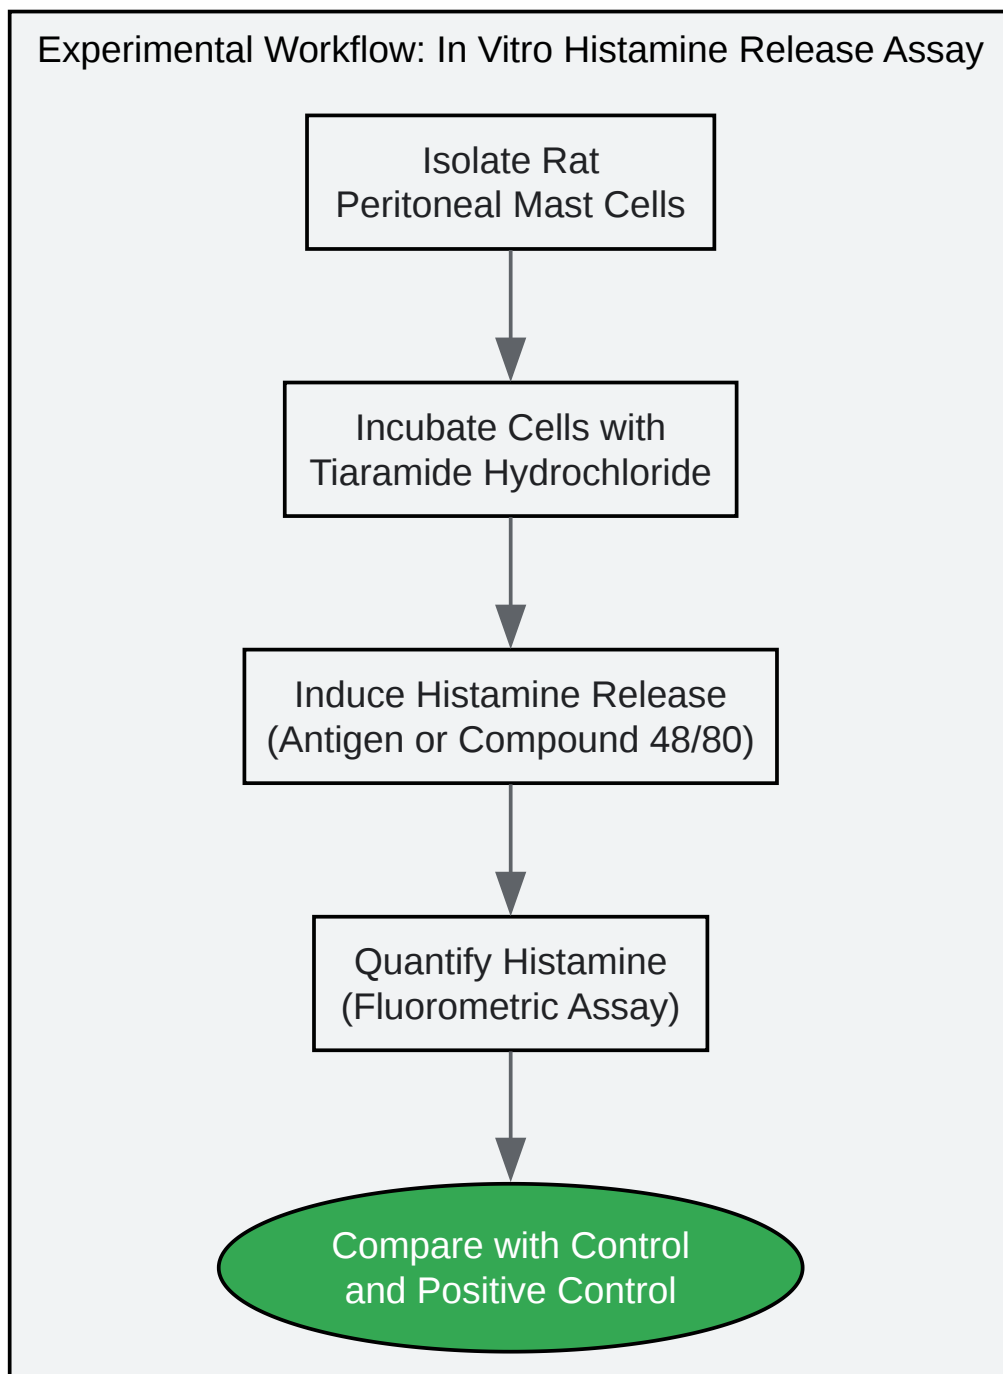 Experimental Workflow: In Vitro Histamine Release Assay
Isolate Rat
Peritoneal Mast Cells
Incubate Cells with
Tiaramide Hydrochloride
Induce Histamine Release
(Antigen or Compound 48/80)
Quantify Histamine
(Fluorometric Assay)
Compare with Control
and Positive Control